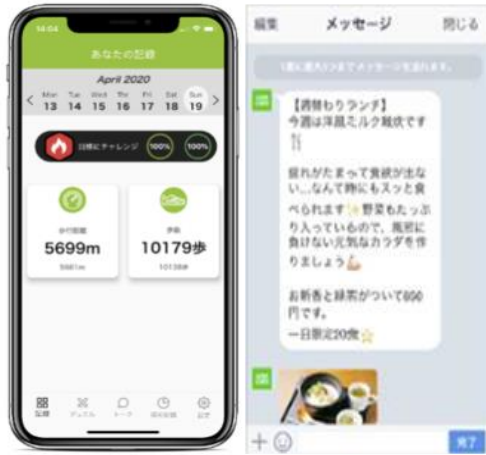 14:04
あなたの記録
April 2020
Mon Tue Wed Thr Fri Sat Sun
< 13 14 15 16 17 18 19 >
目標にチャレンジ 100% 100%
歩行距離
5699m
歩数
10179歩
記録
トーク
設定
編集 メッセージ 閉じる
【週替わりランチ】
今週は洋風ミルク雑炊です
疲れがたまって食欲が出な
い...なんて時にもスッと食
べられます✨野菜もたっぷ
り入っているので、風邪に
負けない元気なカラダを作
りましょう💪
お新香と緑茶がついて850
円です。
一日限定20食⭐
完了